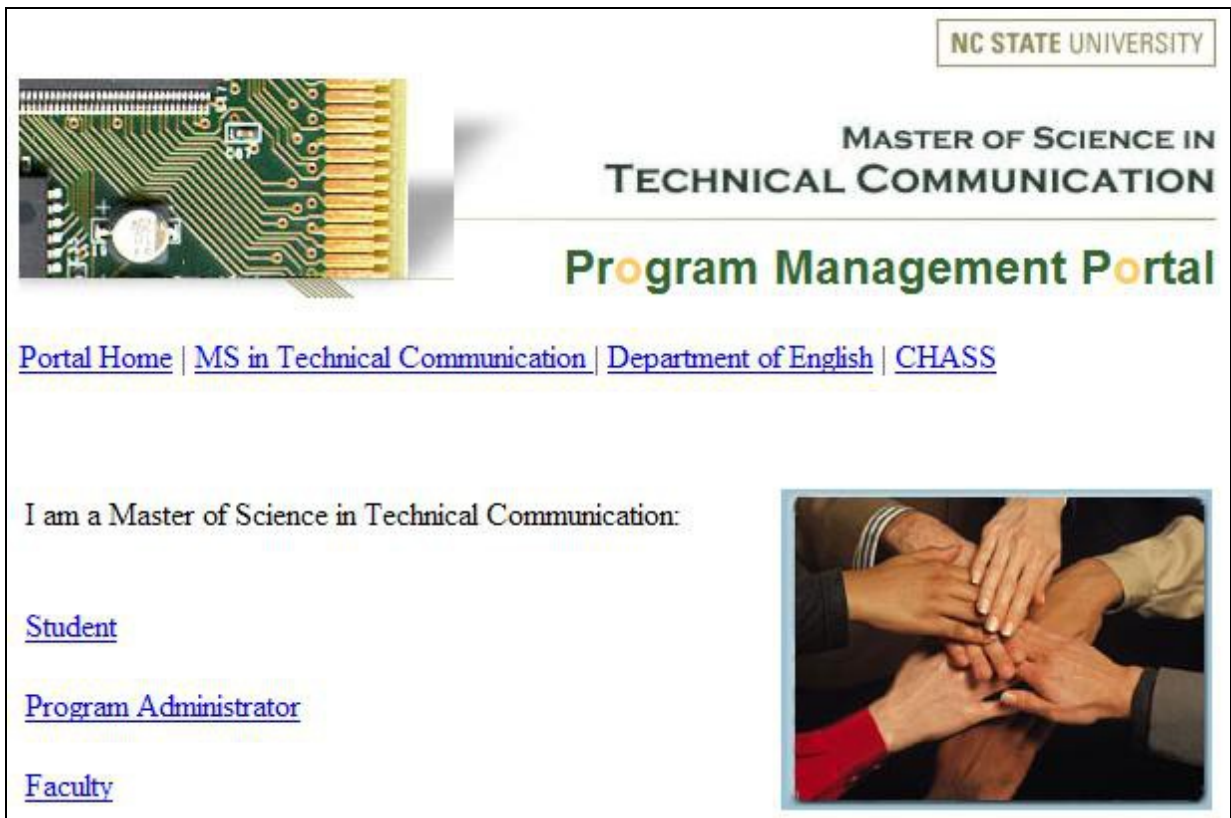 NC STATE UNIVERSITY
MASTER OF SCIENCE IN
TECHNICAL COMMUNICATION
Program Management Portal
Portal Home | MS in Technical Communication | Department of English | CHASS
I am a Master of Science in Technical Communication:
Student
Program Administrator
Faculty